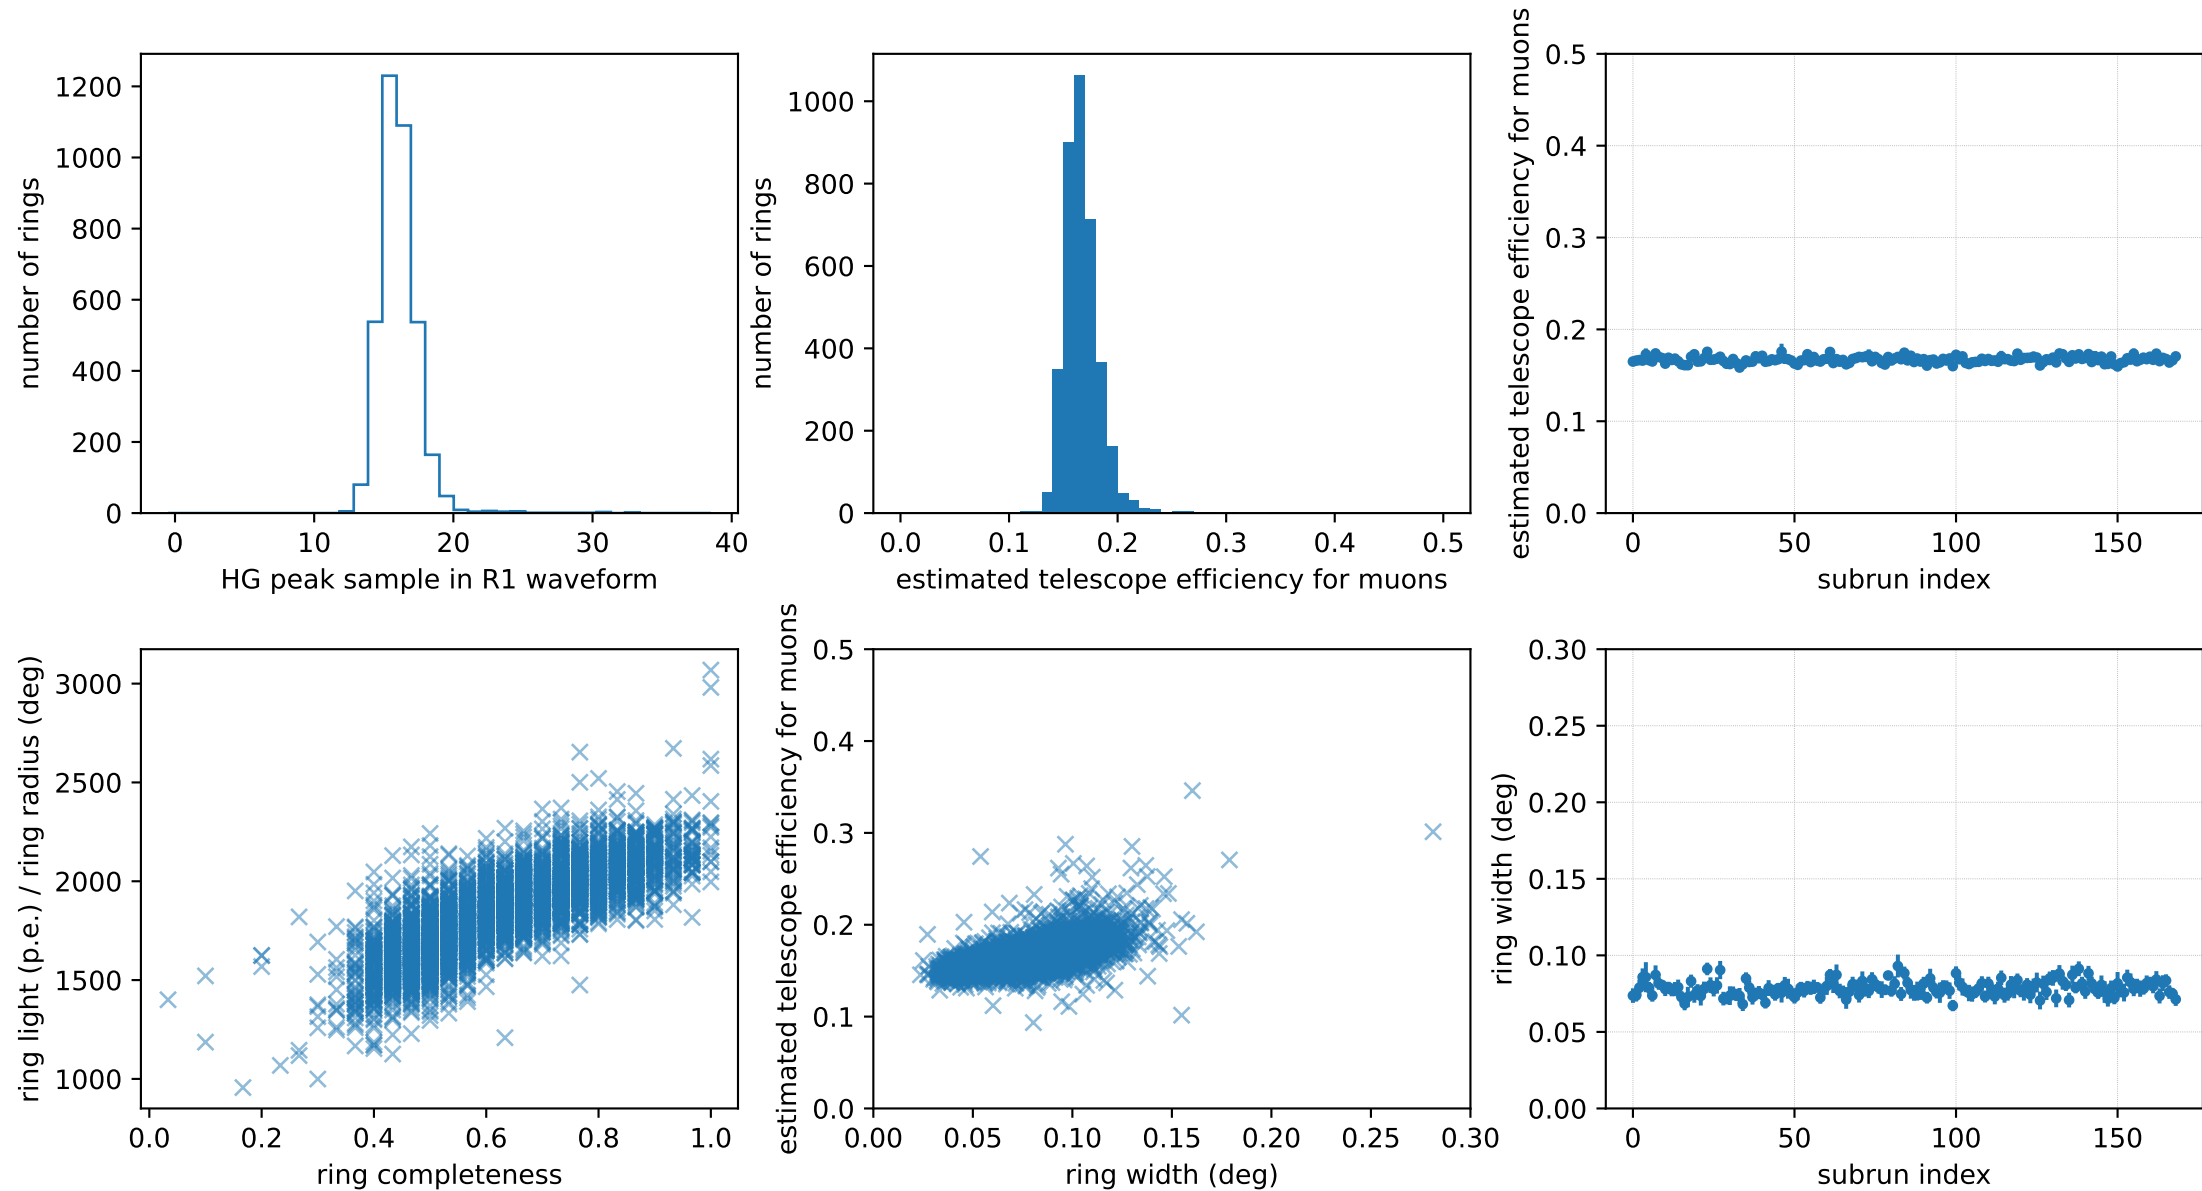 number of rings
1200
1000
800
600
400
200
0
0 10 20 30 40
HG peak sample in R1 waveform
number of rings
1000
800
600
400
200
0
0.0 0.1 0.2 0.3 0.4 0.5
estimated telescope efficiency for muons
estimated telescope efficiency for muons
0.5
0.4
0.3
0.2
0.1
0.0
0 50 100 150
subrun index
ring light (p.e.) / ring radius (deg)
3000
2500
2000
1500
1000
0.0 0.2 0.4 0.6 0.8 1.0
ring completeness
estimated telescope efficiency for muons
0.5
0.4
0.3
0.2
0.1
0.0
0.00 0.05 0.10 0.15 0.20 0.25 0.30
ring width (deg)
ring width (deg)
0.30
0.25
0.20
0.15
0.10
0.05
0.00
0 50 100 150
subrun index